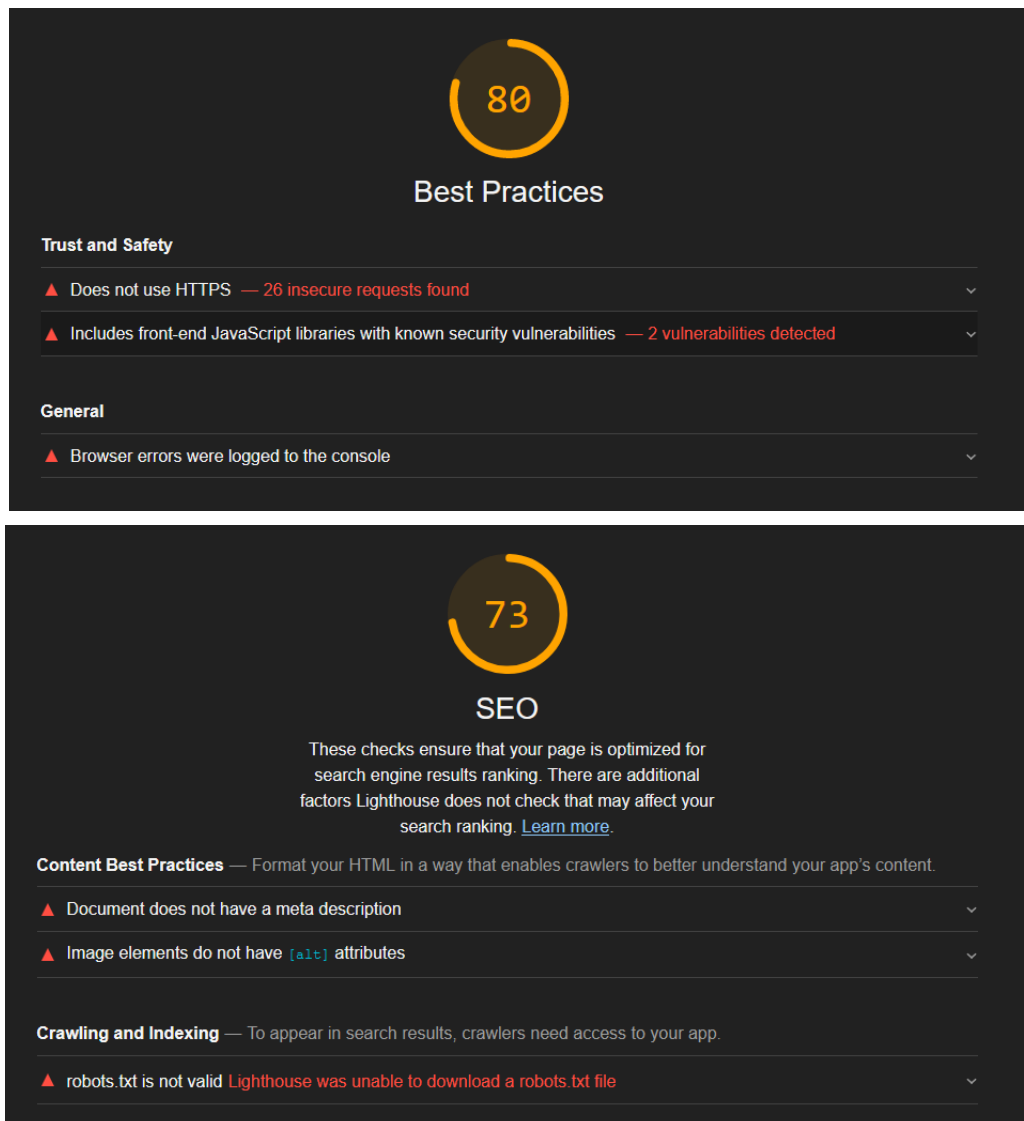 80
Best Practices
Trust and Safety
Does not use HTTPS — 26 insecure requests found
Includes front-end JavaScript libraries with known security vulnerabilities — 2 vulnerabilities detected
General
Browser errors were logged to the console
73
SEO
These checks ensure that your page is optimized for
search engine results ranking. There are additional
factors Lighthouse does not check that may affect your
search ranking. Learn more.
Content Best Practices — Format your HTML in a way that enables crawlers to better understand your app’s content.
Document does not have a meta description
Image elements do not have [alt] attributes
Crawling and Indexing — To appear in search results, crawlers need access to your app.
robots.txt is not valid Lighthouse was unable to download a robots.txt file